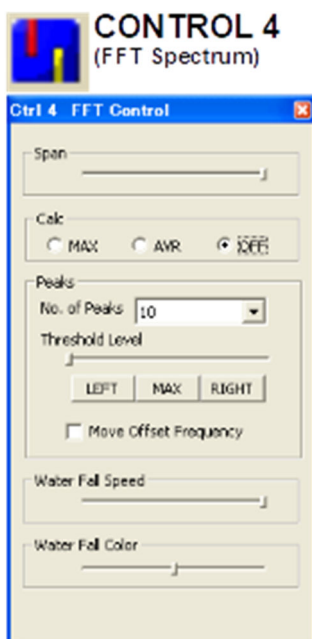 CONTROL 4
(FFT Spectrum)
Ctrl 4 FFT Control
Span
Calc
MAX AVR OFF
Peaks
No. of Peaks 10
Threshold Level
LEFT MAX RIGHT
Move Offset Frequency
Water Fall Speed
Water Fall Color